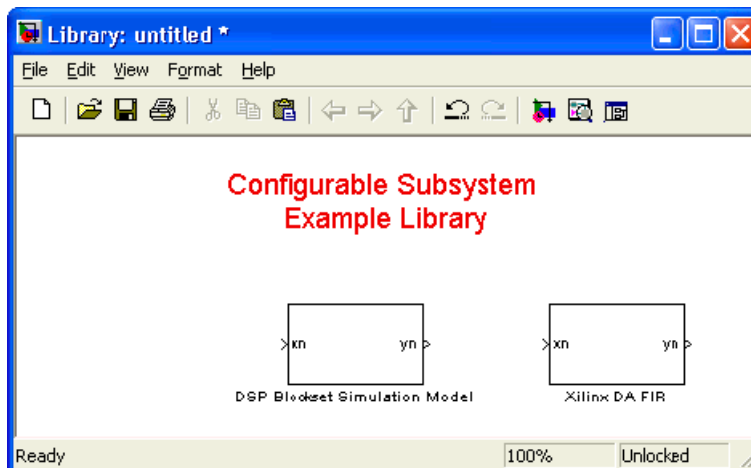 Library: untitled *
File Edit View Format Help
Configurable Subsystem
Example Library
xn yn xn yn
DSP Blockset Simulation Model Xilinx DA FIR
Ready 100% Unlocked